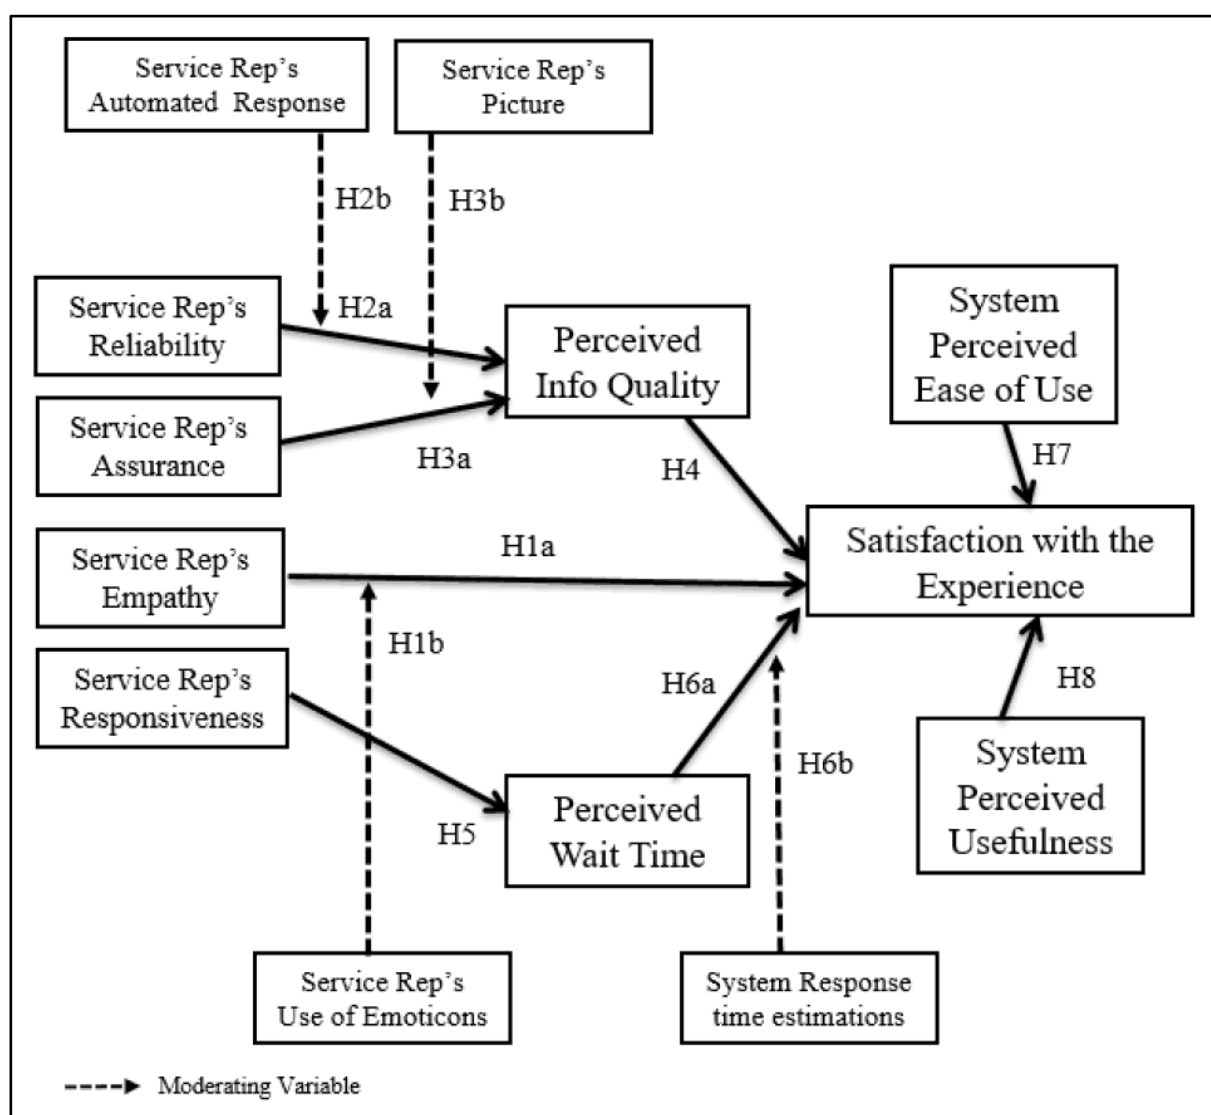 Service Rep's
Automated Response
Service Rep's
Picture
H2b
H3b
Service Rep's
Reliability
H2a
Perceived
Info Quality
System
Perceived
Ease of Use
Service Rep's
Assurance
H3a
H4
H7
Service Rep's
Empathy
H1a
Satisfaction with the
Experience
H1b
Service Rep's
Responsiveness
H6a
H8
H6b
H5
Perceived
Wait Time
System
Perceived
Usefulness
Service Rep's
Use of Emoticons
System Response
time estimations
Moderating Variable